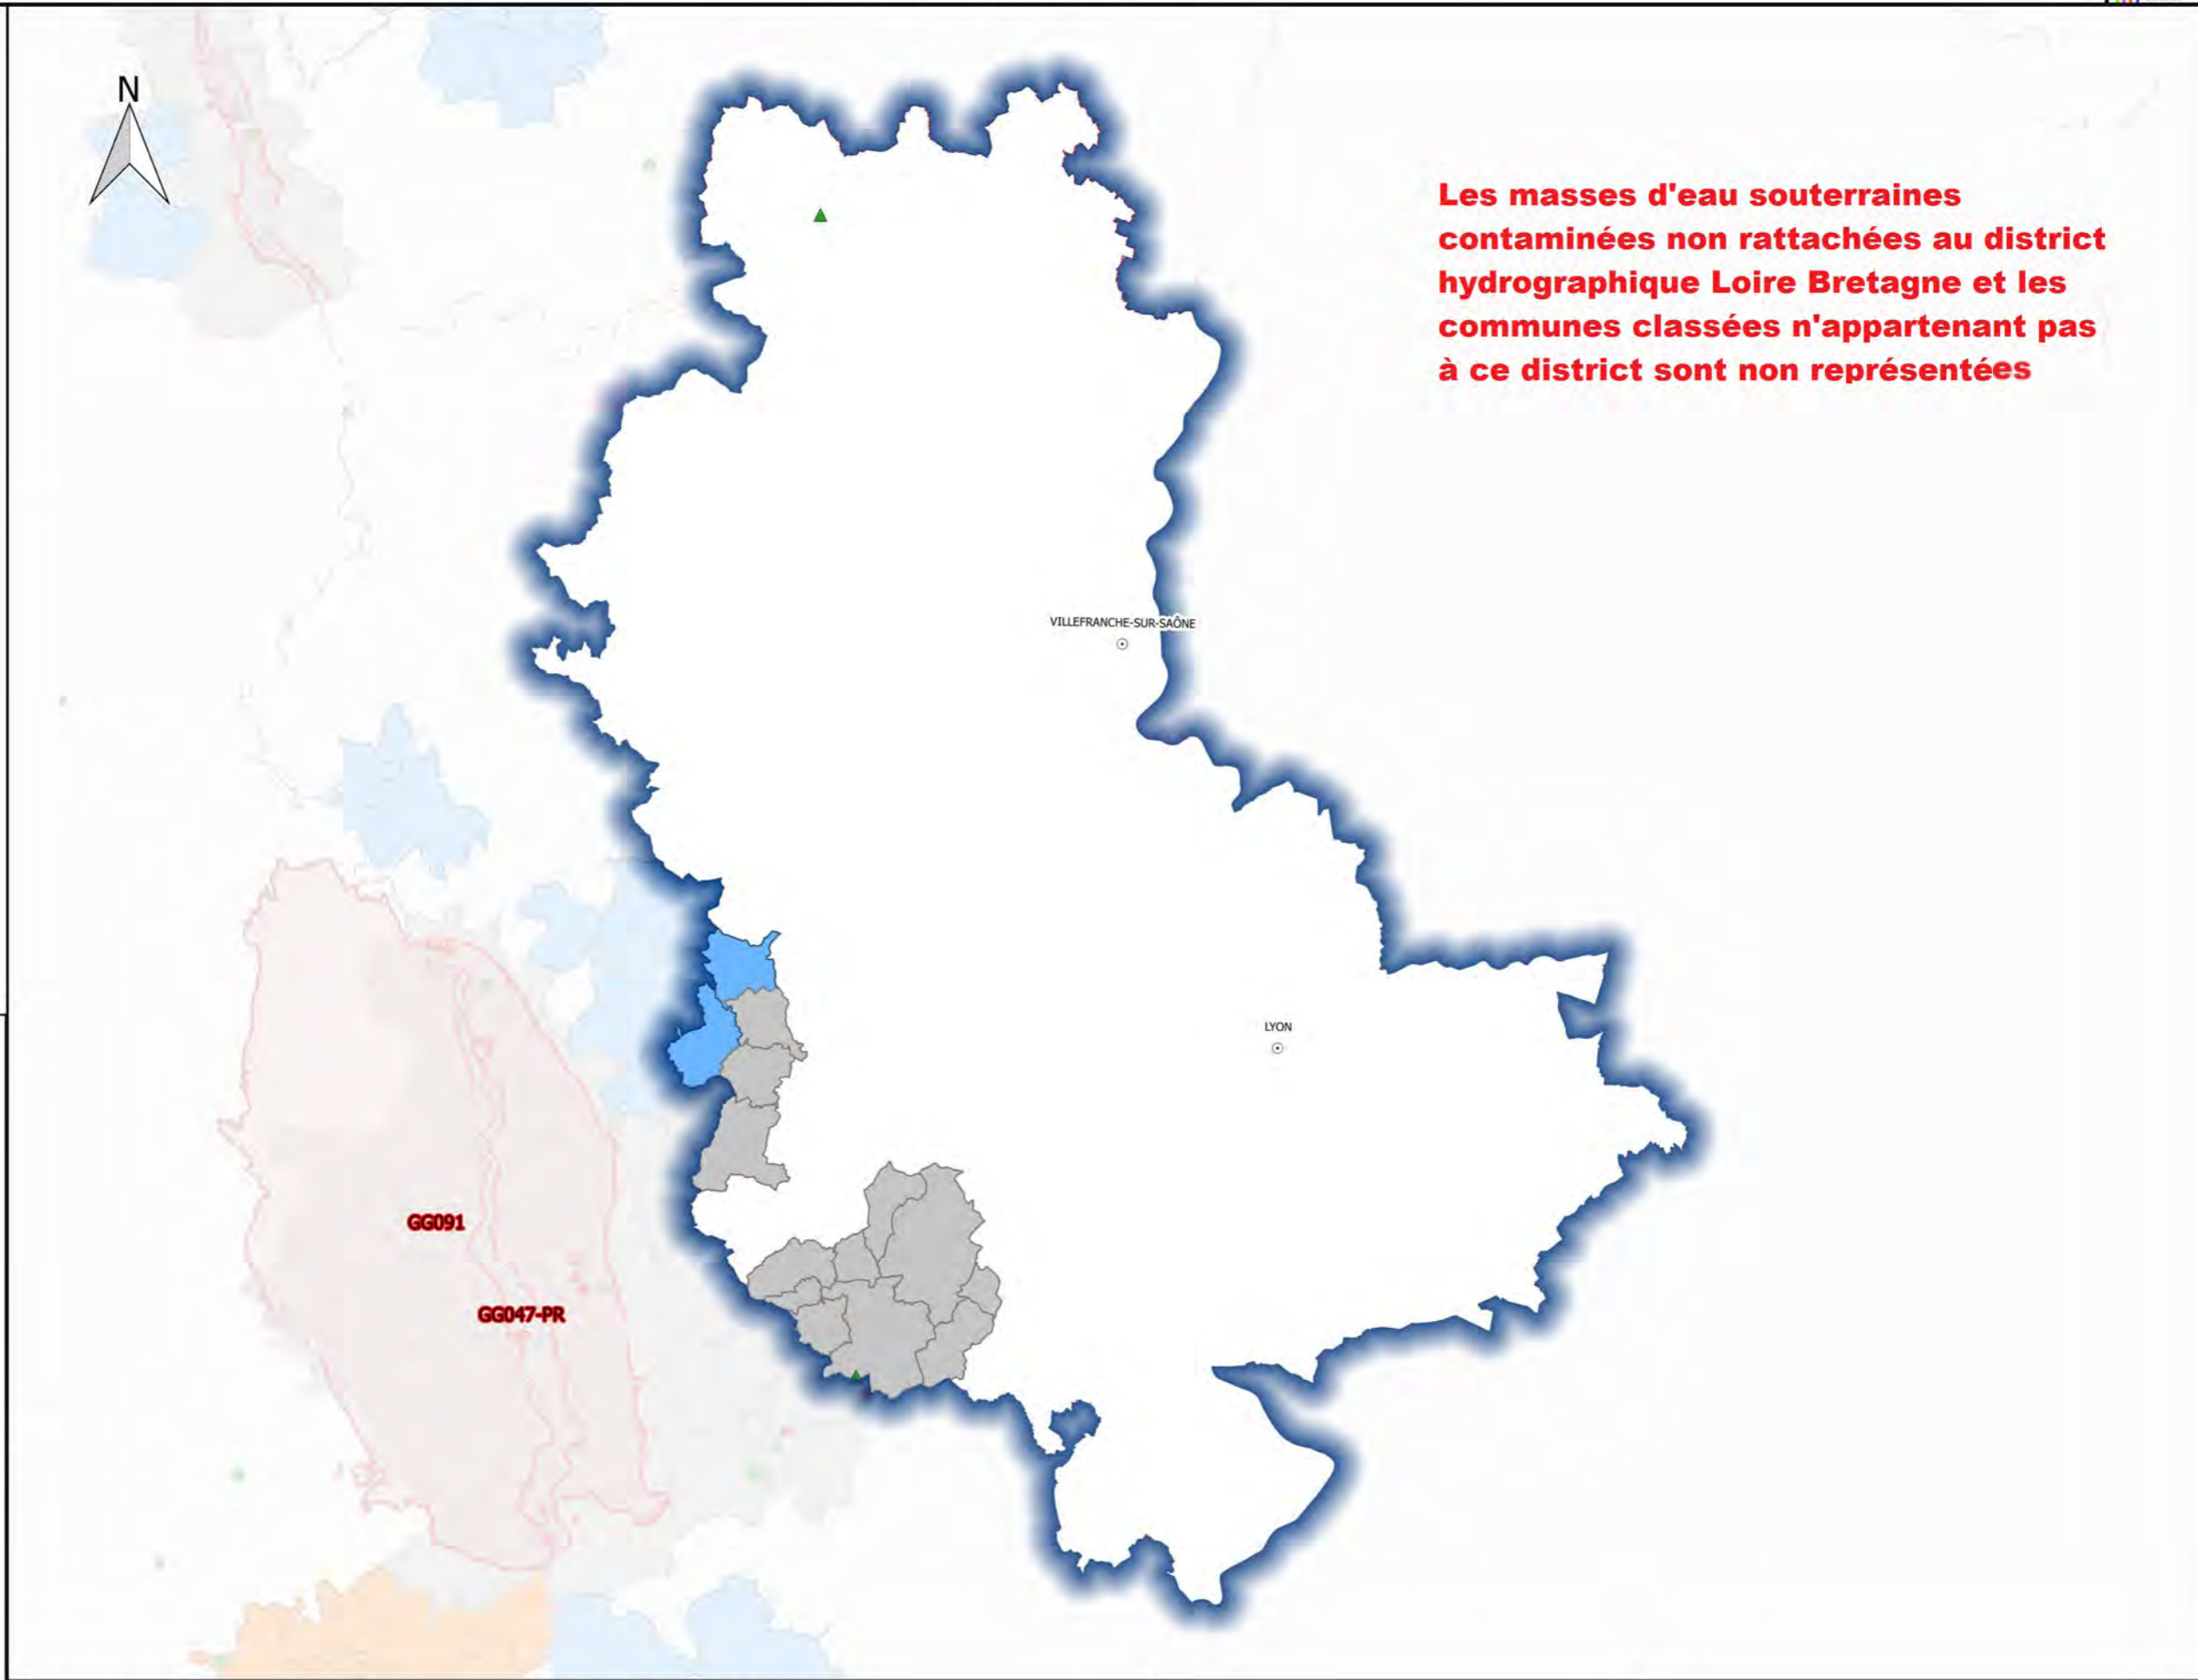 N
Les masses d'eau souterraines
contaminées non rattachées au district
hydrographique Loire Bretagne et les
communes classées n'appartenant pas
à ce district sont non représentées
VILLEFRANCHE-SUR-SAÔNE
LYON
GG091
GG047-PR